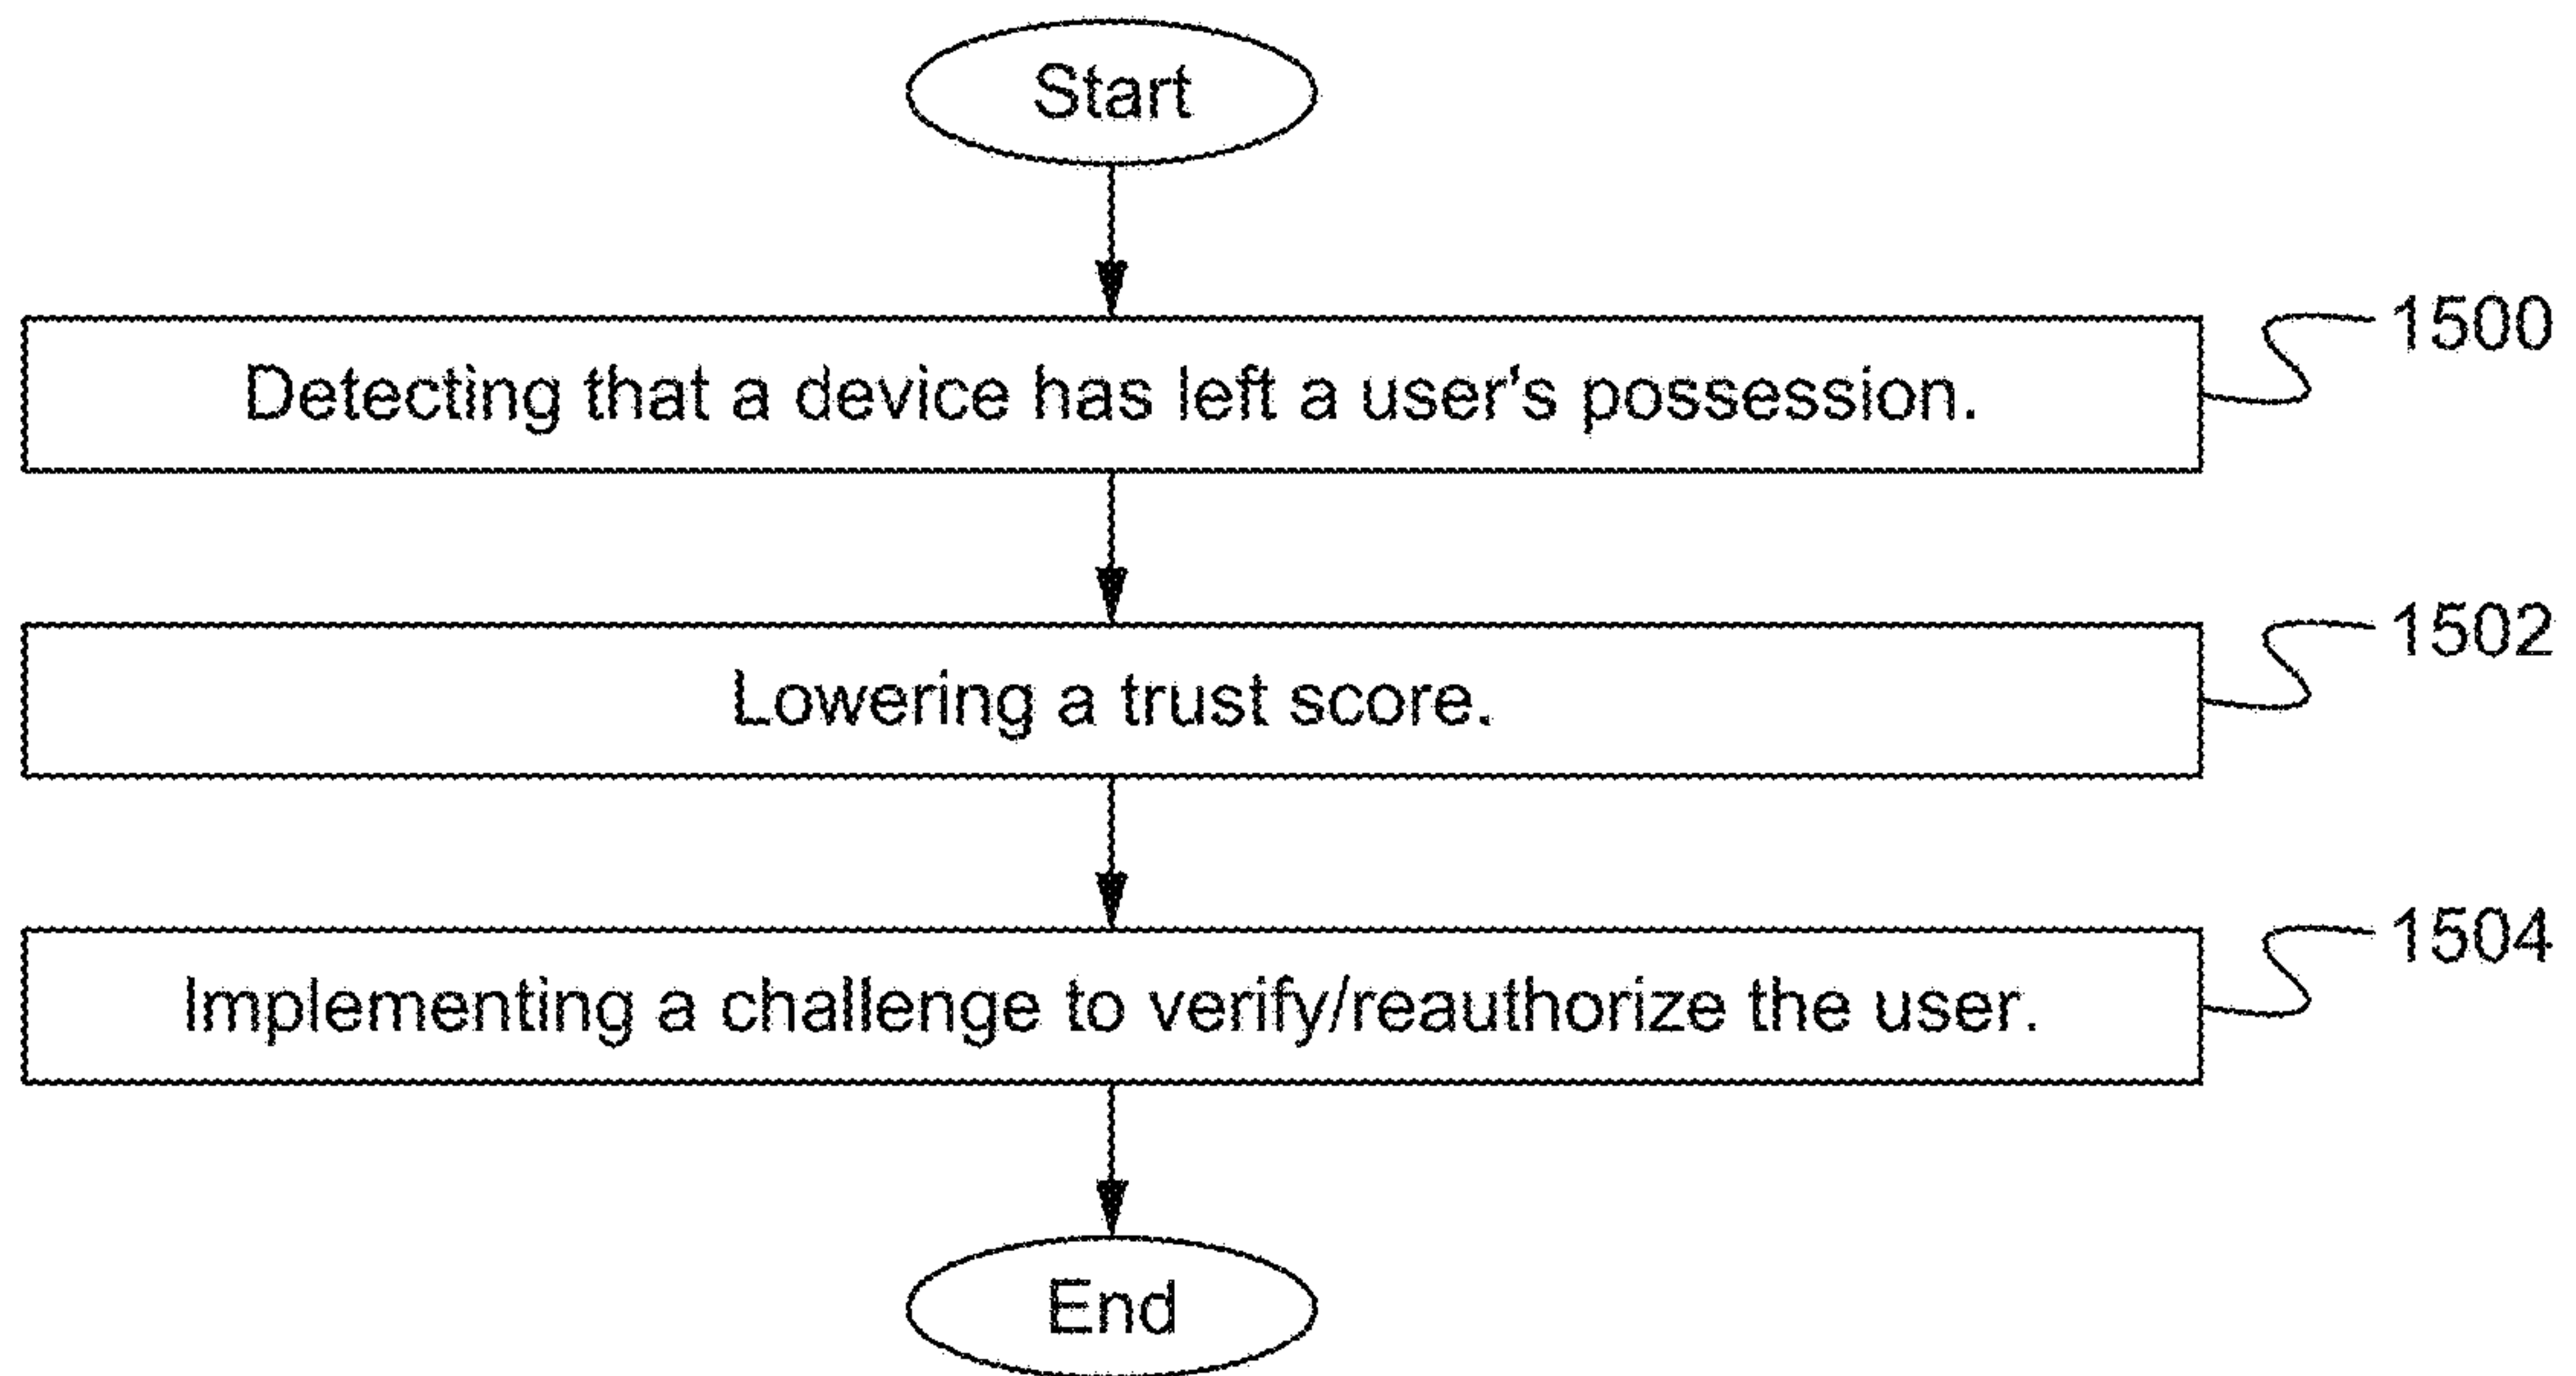 Start
1500
Detecting that a device has left a user's possession.
1502
Lowering a trust score.
1504
Implementing a challenge to verify/reauthorize the user.
End